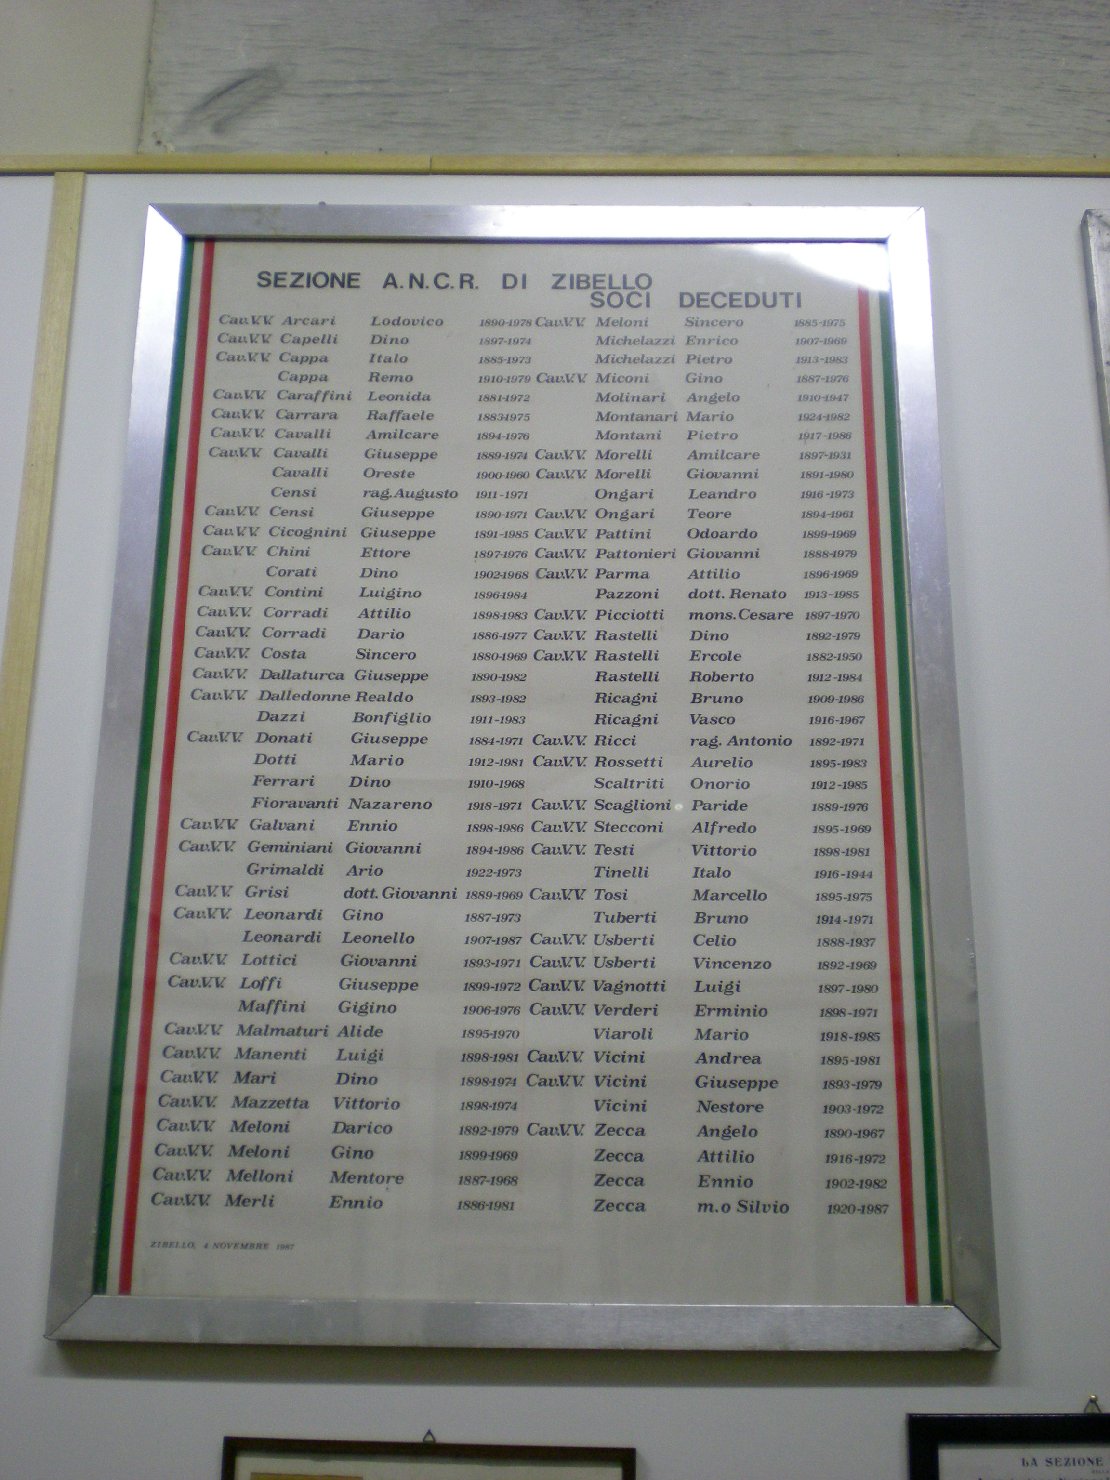 SEZIONE A.N.C.R. DI ZIBELLO
SOCI DECEDUTI
Cav.V.V. Arcari Lodovico 1890-1978
Cav.V.V. Capelli Dino 1897-1974
Cav.V.V. Cappa Italo 1885-1973
Cappa Remo 1910-1979
Cav.V.V. Caraffini Leonida 1881-1972
Cav.V.V. Carrara Raffaele 1883-1975
Cav.V.V. Cavalli Amilcare 1894-1976
Cav.V.V. Cavalli Giuseppe 1889-1974
Cavalli Oreste 1900-1960
Censi rag.Augusto 1911-1971
Cav.V.V. Censi Giuseppe 1890-1971
Cav.V.V. Cicognini Giuseppe 1891-1985
Cav.V.V. Chini Ettore 1897-1976
Corati Dino 1902-1968
Cav.V.V. Contini Luigino 1896-1984
Cav.V.V. Corradi Attilio 1898-1983
Cav.V.V. Corradi Dario 1886-1977
Cav.V.V. Costa Sincero 1880-1969
Cav.V.V. Dallaturca Giuseppe 1890-1982
Cav.V.V. Dalledonne Realdo 1893-1982
Dazzi Bonfiglio 1911-1983
Cav.V.V. Donati Giuseppe 1884-1971
Dotti Mario 1912-1981
Ferrari Dino 1910-1968
Fioravanti Nazareno 1918-1971
Cav.V.V. Galvani Ennio 1898-1986
Cav.V.V. Geminiani Giovanni 1894-1986
Grimaldi Ario 1922-1973
Cav.V.V. Grisi dott.Giovanni 1889-1969
Cav.V.V. Leonardi Gino 1887-1973
Leonardi Leonello 1907-1987
Cav.V.V. Lottici Giovanni 1893-1971
Cav.V.V. Loffi Giuseppe 1899-1972
Maffini Gigino 1906-1976
Cav.V.V. Malmaturi Alide 1895-1970
Cav.V.V. Manenti Luigi 1898-1981
Cav.V.V. Mari Dino 1898-1974
Cav.V.V. Mazzetta Vittorio 1898-1974
Cav.V.V. Meloni Darico 1892-1979
Cav.V.V. Meloni Gino 1899-1969
Cav.V.V. Melloni Mentore 1887-1968
Cav.V.V. Merli Ennio 1886-1981
Cav.V.V. Meloni Sincero 1885-1975
Michelazzi Enrico 1907-1969
Michelazzi Pietro 1913-1983
Cav.V.V. Miconi Gino 1887-1976
Molinari Angelo 1910-1947
Montanari Mario 1924-1982
Montani Pietro 1917-1986
Cav.V.V. Morelli Amilcare 1897-1931
Cav.V.V. Morelli Giovanni 1891-1980
Ongari Leandro 1916-1973
Cav.V.V. Ongari Teore 1894-1961
Cav.V.V. Pattini Odoardo 1899-1969
Cav.V.V. Pattonieri Giovanni 1888-1979
Cav.V.V. Parma Attilio 1896-1969
Pazzoni dott. Renato 1913-1985
Cav.V.V. Picciotti mons.Cesare 1897-1970
Cav.V.V. Rastelli Dino 1892-1979
Cav.V.V. Rastelli Ercole 1882-1950
Rastelli Roberto 1912-1984
Ricagni Bruno 1909-1986
Ricagni Vasco 1916-1967
Cav.V.V. Ricci rag. Antonio 1892-1971
Cav.V.V. Rossetti Aurelio 1895-1983
Scaltriti Onorio 1912-1985
Cav.V.V. Scaglioni Paride 1889-1976
Cav.V.V. Stecconi Alfredo 1895-1969
Cav.V.V. Testi Vittorio 1898-1981
Tinelli Italo 1916-1944
Cav.V.V. Tosi Marcello 1895-1975
Tuberti Bruno 1914-1971
Cav.V.V. Usberti Celio 1888-1937
Cav.V.V. Usberti Vincenzo 1892-1969
Cav.V.V. Vagnotti Luigi 1897-1980
Cav.V.V. Verderi Erminio 1898-1971
Viaroli Mario 1918-1985
Cav.V.V. Vicini Andrea 1895-1981
Cav.V.V. Vicini Giuseppe 1893-1979
Vicini Nestore 1903-1972
Cav.V.V. Zecca Angelo 1890-1967
Zecca Attilio 1916-1972
Zecca Ennio 1902-1982
Zecca m.o Silvio 1920-1987
ZIBELLO, 4 NOVEMBRE 1987
LA SEZIONE